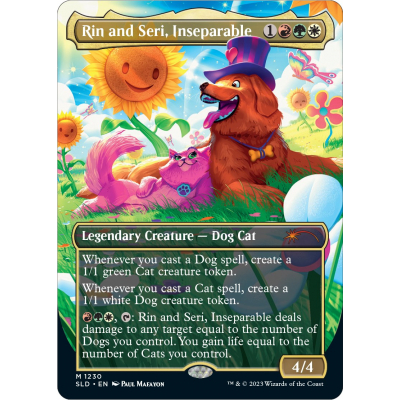 Rin and Seri, Inseparable 1
Legendary Creature — Dog Cat
Whenever you cast a Dog spell, create a
1/1 green Cat creature token.
Whenever you cast a Cat spell, create a
1/1 white Dog creature token.
, : Rin and Seri, Inseparable deals
damage to any target equal to the number of
Dogs you control. You gain life equal to the
number of Cats you control.
4/4
M 1230
SLD • EN PAUL MAFAYON
™ & © 2023 Wizards of the Coast